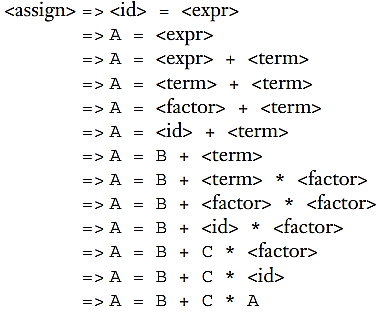 <assign> => <id> = <expr>
=> A = <expr>
=> A = <expr> + <term>
=> A = <term> + <term>
=> A = <factor> + <term>
=> A = <id> + <term>
=> A = B + <term>
=> A = B + <term> * <factor>
=> A = B + <factor> * <factor>
=> A = B + <id> * <factor>
=> A = B + C * <factor>
=> A = B + C * <id>
=> A = B + C * A